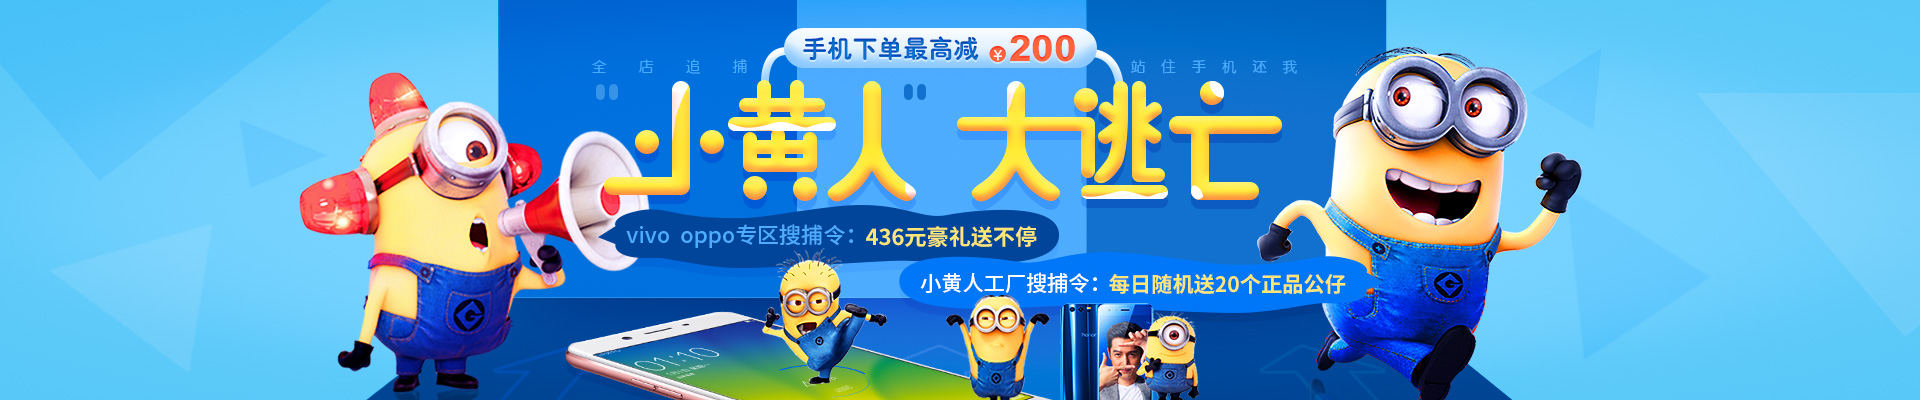 手机下单最高减 ¥200
全店追捕
站住手机还我
"小黄人"大逃亡
vivo oppo专区搜捕令：436元豪礼送不停
小黄人工厂搜捕令：每日随机送20个正品公仔
01:10
honor